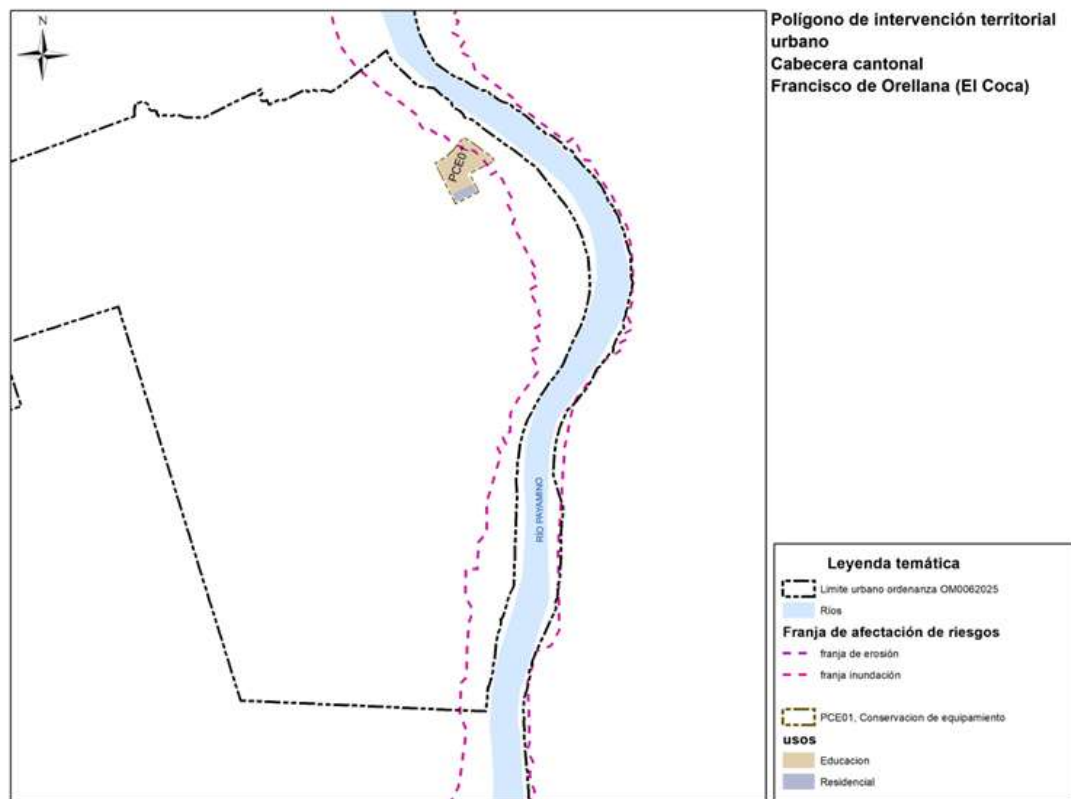 Polígono de intervención territorial
urbano
Cabecera cantonal
Francisco de Orellana (El Coca)
N
PCE01
RÍO PAYAMINO
Leyenda temática
Limite urbano ordenanza OM0062025
Ríos
Franja de afectación de riesgos
franja de erosión
franja inundación
PCE01, Conservacion de equipamiento
usos
Educacion
Residencial